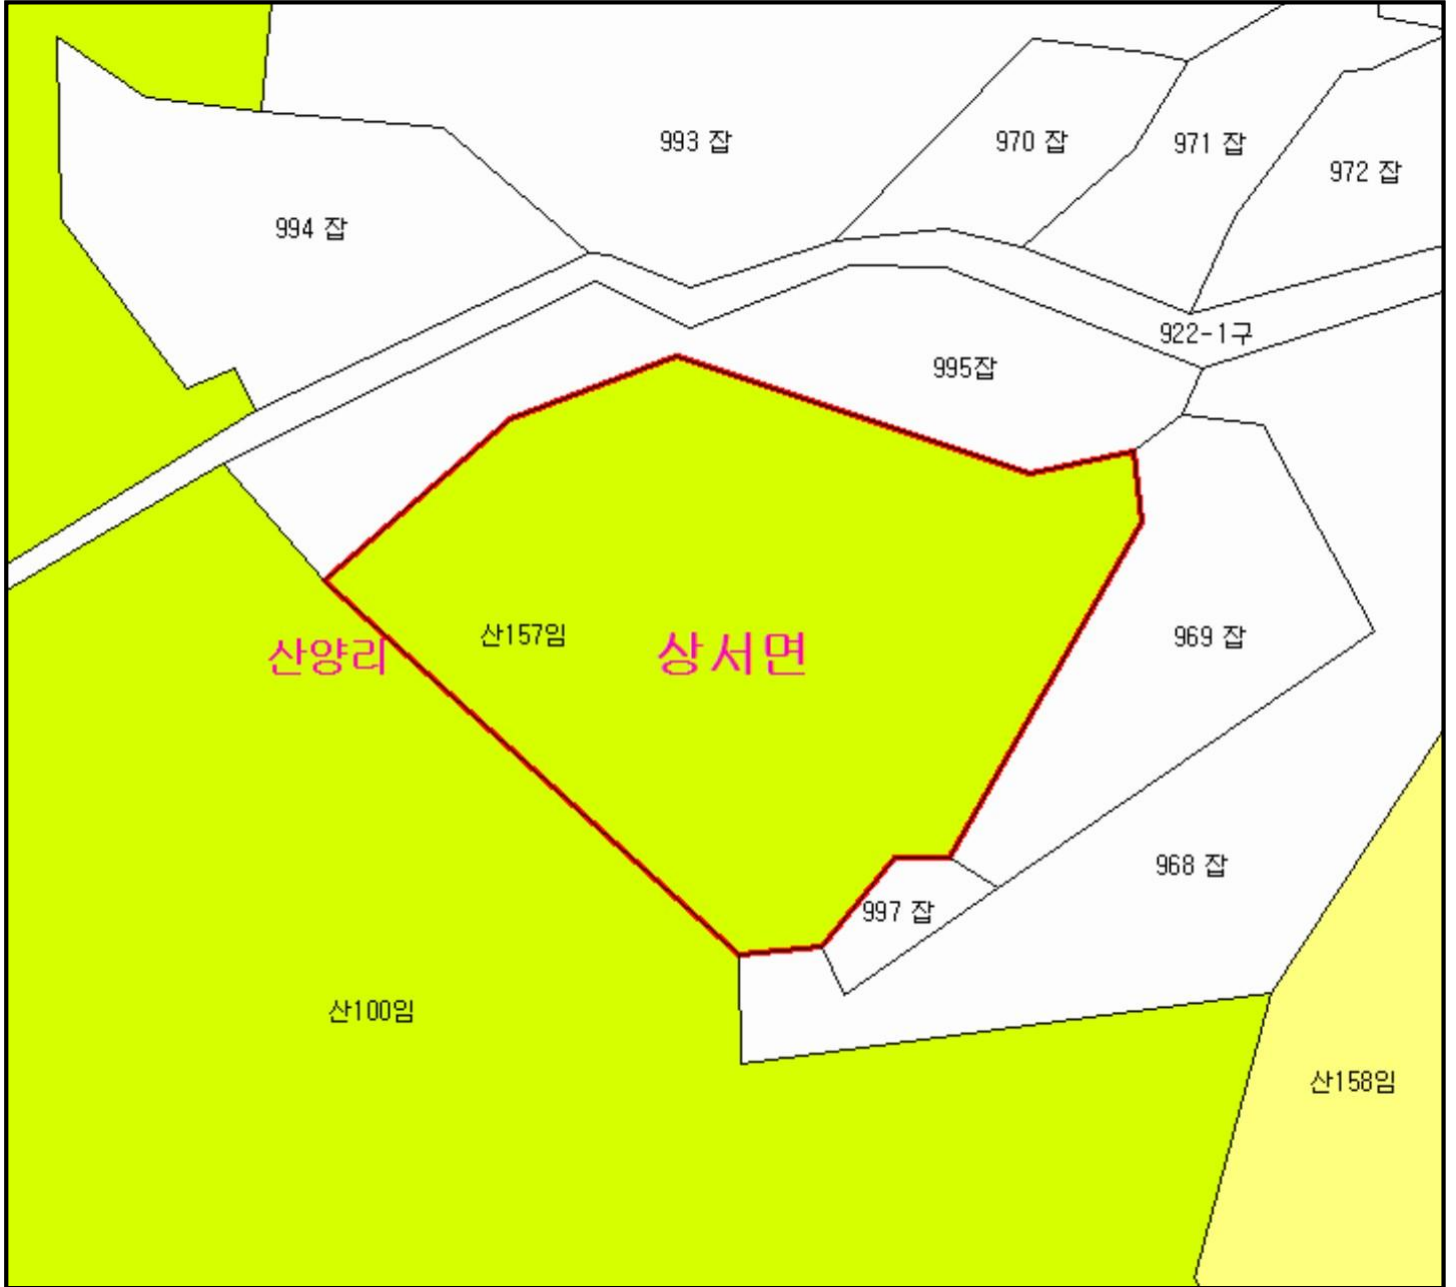 993 잡
970 잡
971 잡
972 잡
994 잡
922-1구
995잡
산157임
상서면
산양리
969 잡
968 잡
997 잡
산100임
산158임